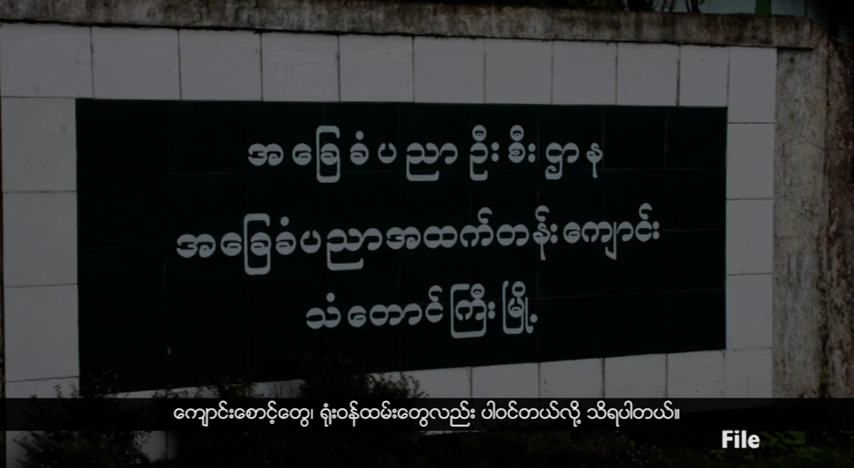 အခြေခံပညာဦးစီးဌာန
အခြေခံပညာအထက်တန်းကျောင်း
သံတောင်ကြီးမြို့
ကျောင်းစောင့်တွေ၊ ရုံးဝန်ထမ်းတွေလည်း ပါဝင်တယ်လို့ သိရပါတယ်။
File